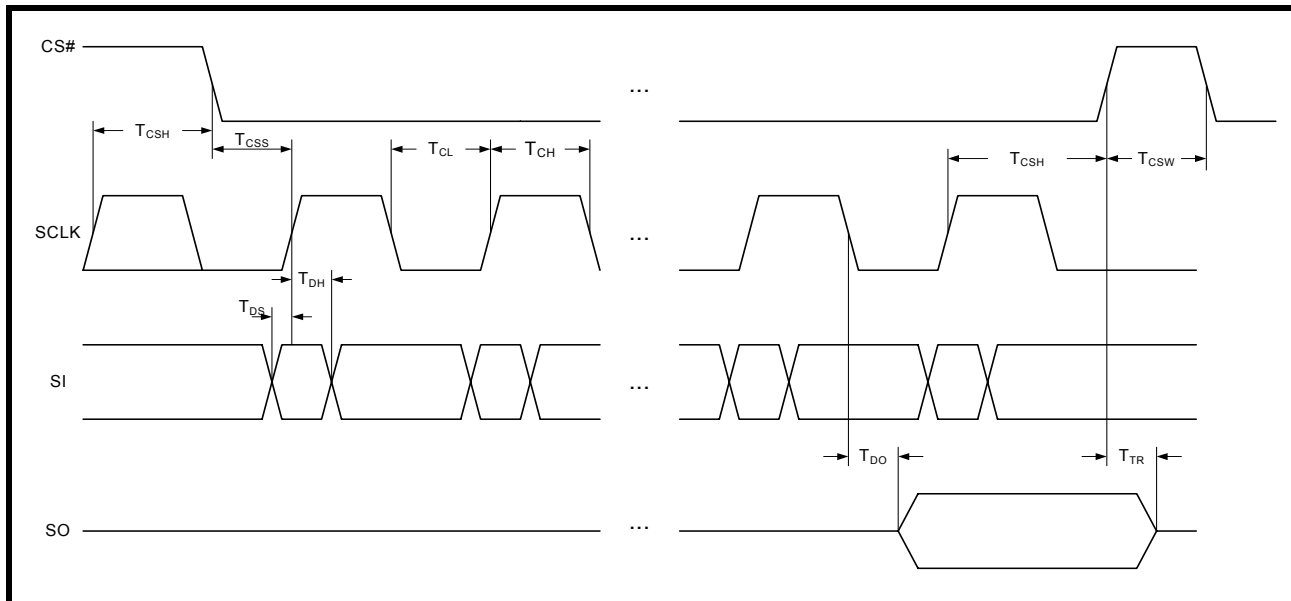 CS#
...
T_CSH
T_CSS
T_CL
T_CH
T_CSH
T_CSW
SCLK
...
T_DH
T_DS
SI
...
T_DO
T_TR
SO
...